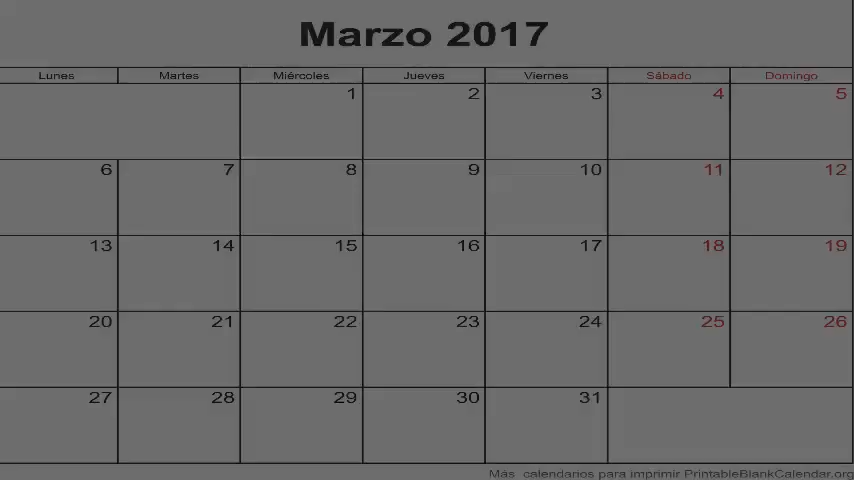 Marzo 2017
Lunes Martes Miércoles Jueves Viernes Sábado Domingo
1 2 3 4 5
6 7 8 9 10 11 12
13 14 15 16 17 18 19
20 21 22 23 24 25 26
27 28 29 30 31
Más calendarios para imprimir PrintableBlankCalendar.org